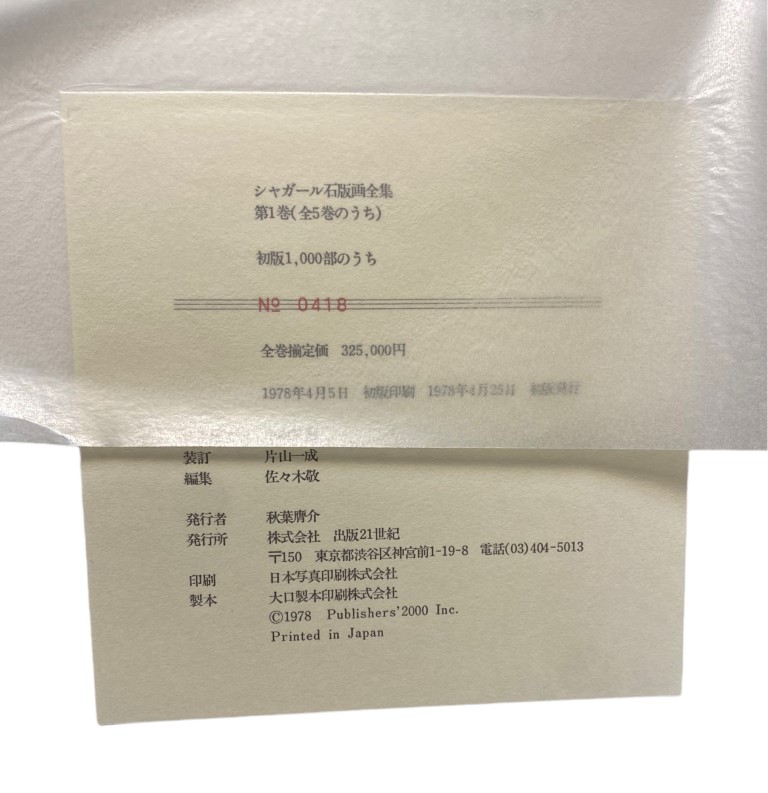 シャガール石版画全集
第1巻(全5巻のうち)
初版1,000部のうち
№ 0418
全巻揃定価 325,000円
1978年4月5日 初版印刷 1978年4月25日 初版発行
装訂 片山一成
編集 佐々木敬
発行者 秋葉膺介
発行所 株式会社 出版21世紀
〒150 東京都渋谷区神宮前1-19-8 電話(03)404-5013
印刷 日本写真印刷株式会社
製本 大口製本印刷株式会社
©1978 Publishers'2000 Inc.
Printed in Japan